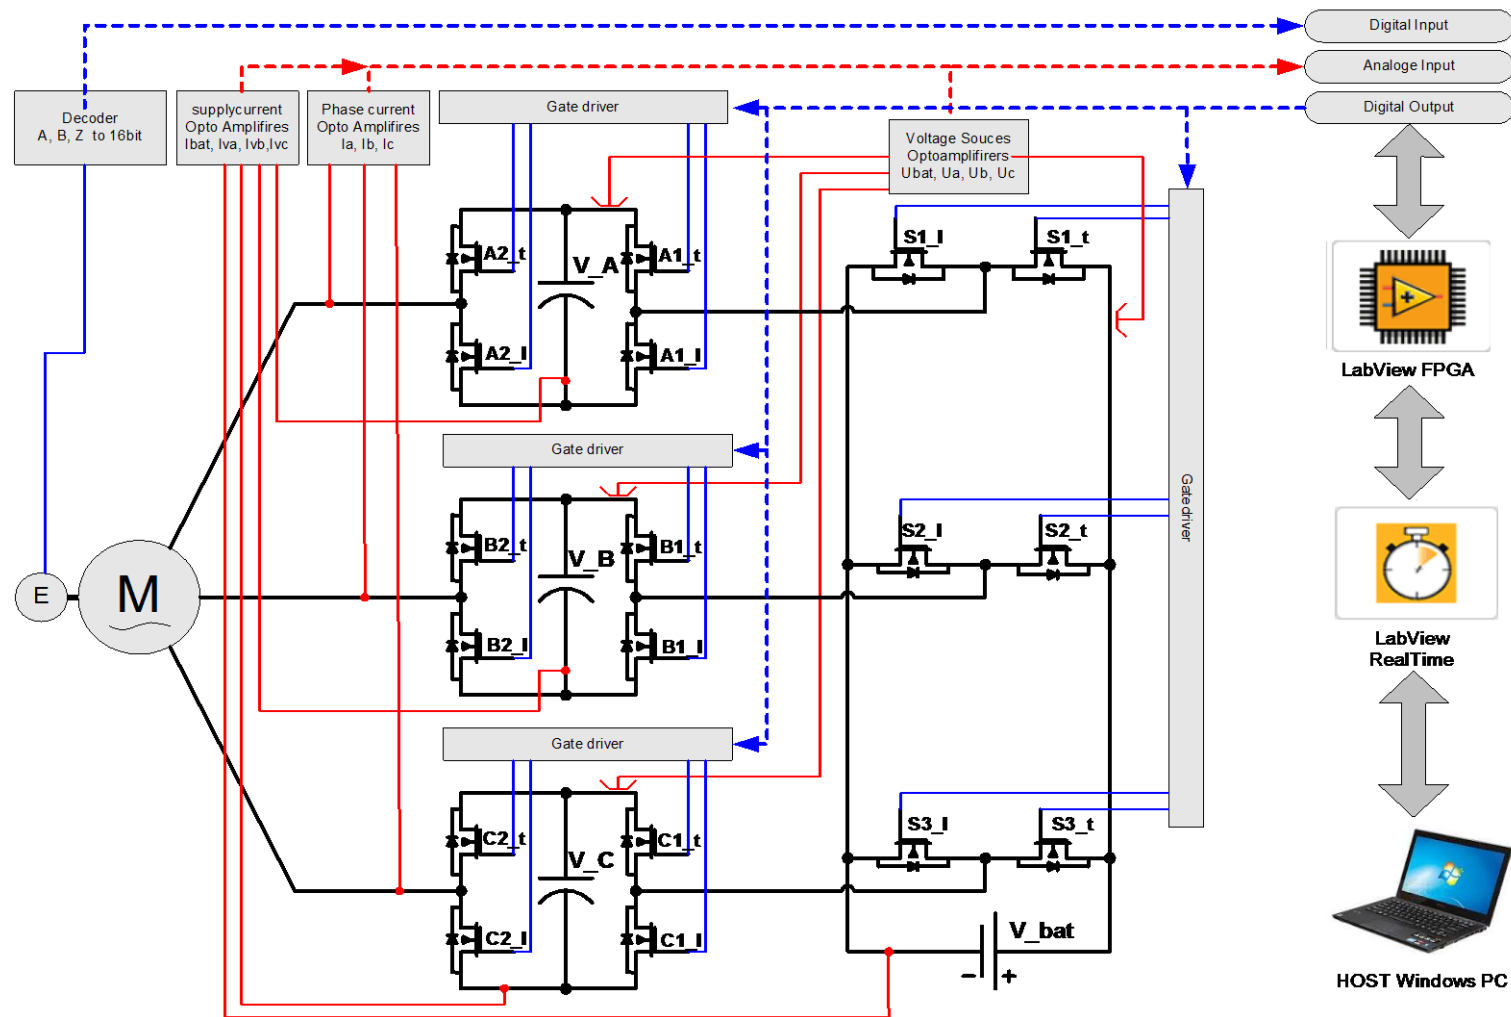 Digital Input
Analoge Input
Digital Output
Decoder
A, B, Z to 16bit
supplycurrent
Opto Amplifires
Ibat, Iva, Ivb,Ivc
Phase current
Opto Amplifires
Ia, Ib, Ic
Gate driver
Voltage Souces
Optoamplifirers
Ubat, Ua, Ub, Uc
A2_t
V_A
A1_t
A2_l
A1_l
S1_l
S1_t
LabView FPGA
Gate driver
B2_t
V_B
B1_t
B2_l
B1_l
S2_l
S2_t
Gate driver
E
M
LabView
RealTime
Gate driver
C2_t
V_C
C1_t
C2_l
C1_l
S3_l
S3_t
V_bat
- +
HOST Windows PC